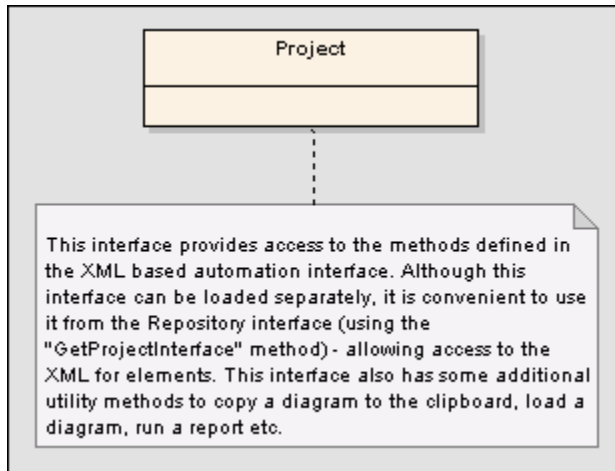 Project
This interface provides access to the methods defined in
the XML based automation interface. Although this
interface can be loaded separately, it is convenient to use
it from the Repository interface (using the
"GetProjectInterface" method) - allowing access to the
XML for elements. This interface also has some additional
utility methods to copy a diagram to the clipboard, load a
diagram, run a report etc.